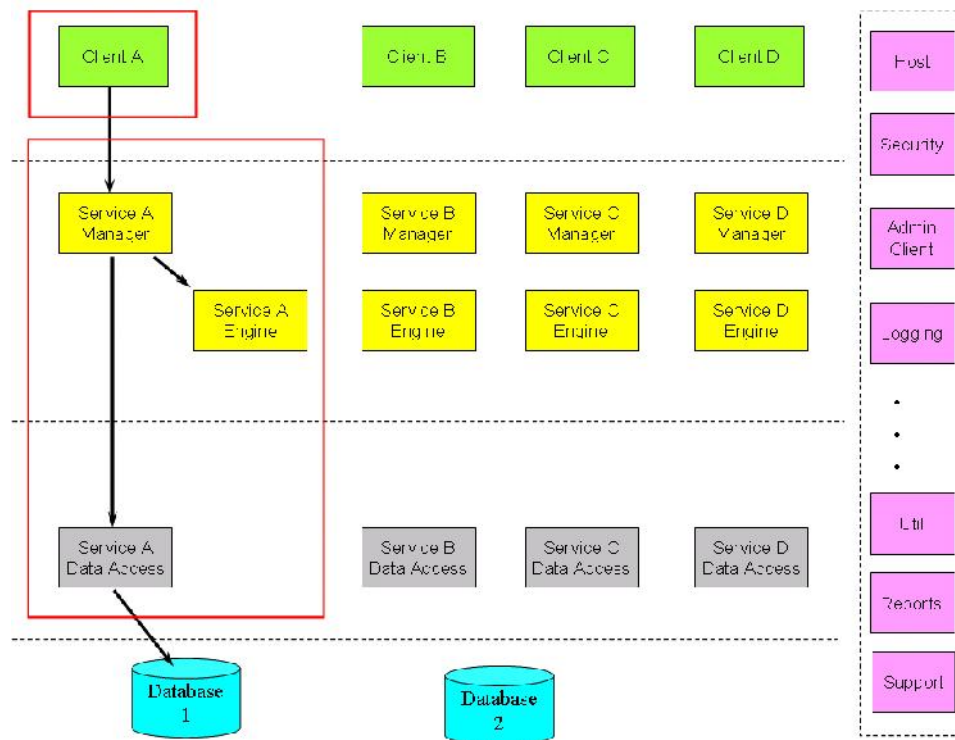 Client A
Client B
Client C
Client D
Service A
Manager
Service B
Manager
Service C
Manager
Service D
Manager
Service A
Engine
Service B
Engine
Service C
Engine
Service D
Engine
Service A
Data Access
Service B
Data Access
Service C
Data Access
Service D
Data Access
Database
1
Database
2
Host
Security
Admin
Client
Logging
Util
Reports
Support